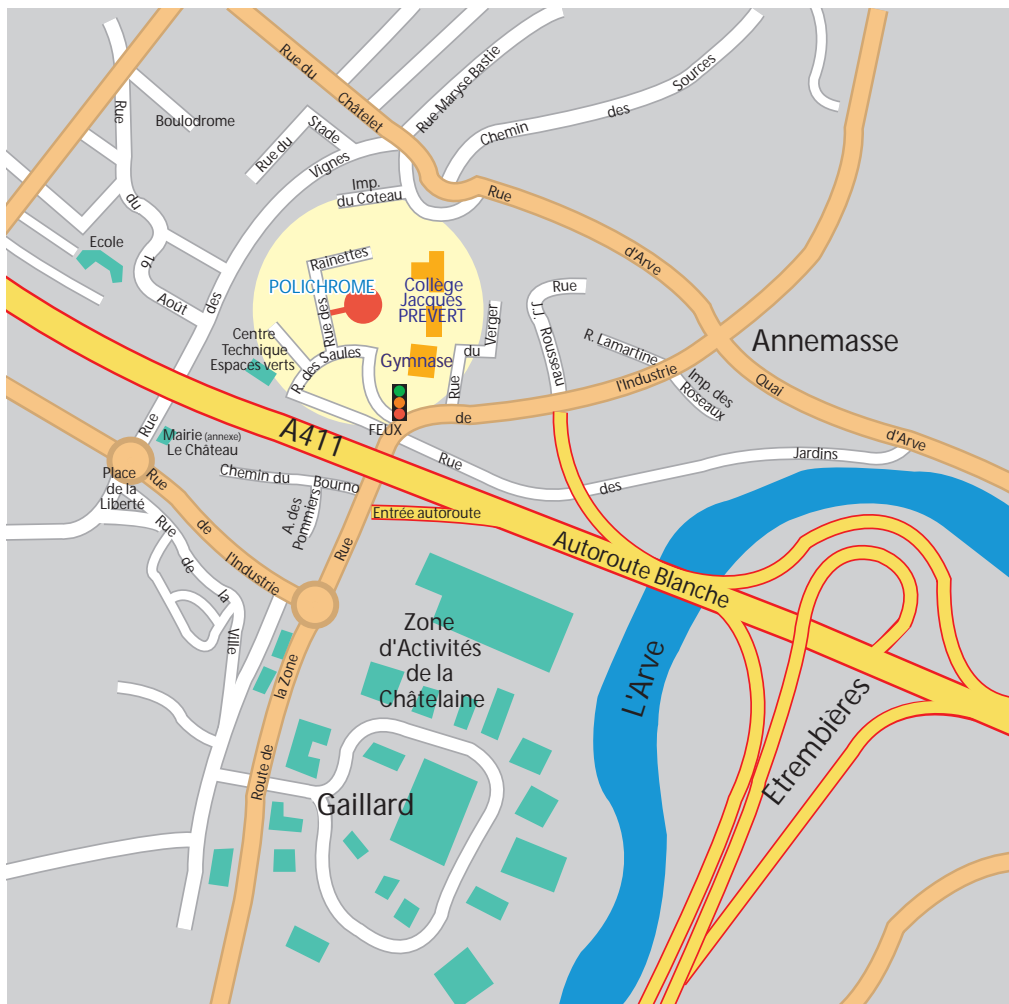 Rue du
Châtelet
Rue Maryse Bastie
Chemin
des
Sources
Rue
du
16
Août
Boulodrome
Rue du
Stade
Vignes
des
Rue
Imp.
du Coteau
Rue
d'Arve
Ecole
Rainettes
POLICHROME
Rue des
Collège
Jacques
PREVERT
Gymnase
Rue
du
Verger
Rue
J.J. Rousseau
R. Lamartine
Imp. des
Roseaux
Annemasse
Quai
d'Arve
Centre
Technique
Espaces verts
R. des Saules
FEUX
Rue
de
l'Industrie
A411
Mairie (annexe)
Le Château
Place
de la
Liberté
Rue
de
l'Industrie
Chemin du
Bourno
A. des
Pommiers
Rue
des
Jardins
Entrée autoroute
Autoroute Blanche
Rue
de
la
Ville
Zone
d'Activités
de la
Châtelaine
L'Arve
Etrembières
Route de
la Zone
Gaillard